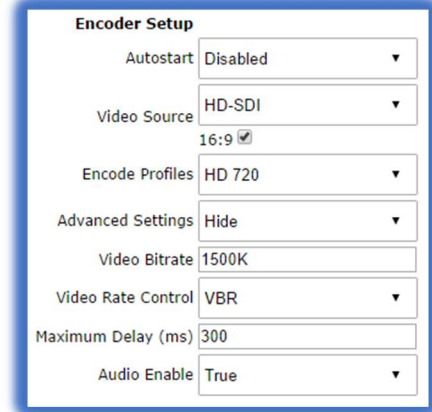 Encoder Setup
Autostart Disabled
Video Source HD-SDI
16:9
Encode Profiles HD 720
Advanced Settings Hide
Video Bitrate 1500K
Video Rate Control VBR
Maximum Delay (ms) 300
Audio Enable True